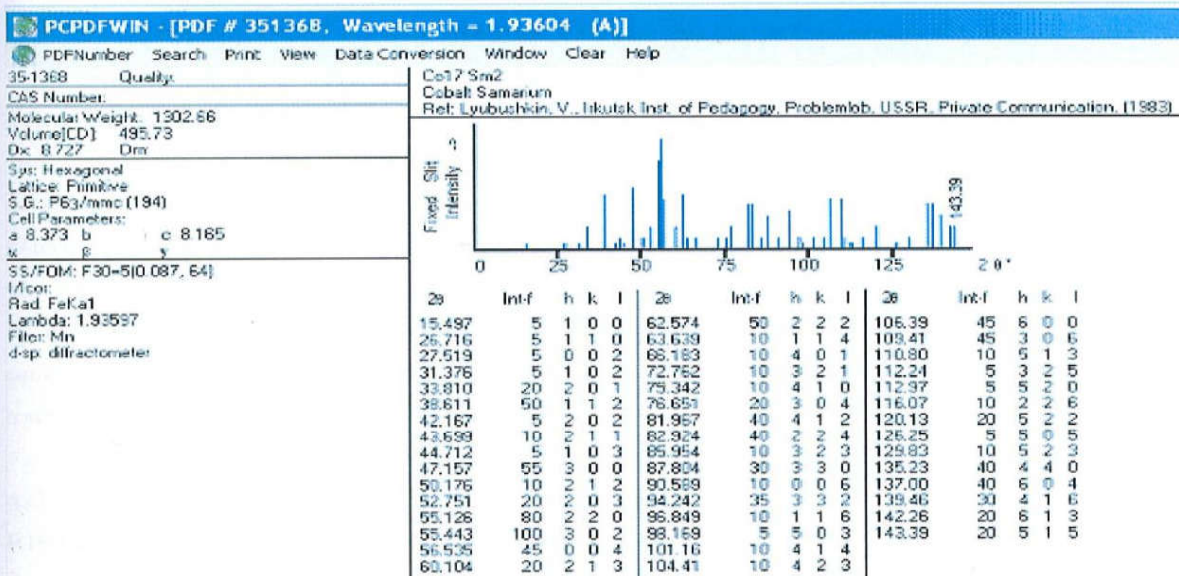 PCPDFWIN - [PDF # 351368, Wavelength = 1.93604 (A)]
PDFNumber Search Print View Data Conversion Window Clear Help
35-1368 Quality:
CAS Number:
Molecular Weight: 1302.66
Volume[CD]: 495.73
Dx: 8.727 Dm:
Sys: Hexagonal
Lattice: Primitive
S.G.: P63/mmc (194)
Cell Parameters:
a 8.373 b c 8.165
α β γ
SS/FOM: F30=5(0.087, 64)
I/Icor:
Rad: FeKa1
Lambda: 1.93597
Filter: Mn
d-sp: diffractometer
Co17 Sm2
Cobalt Samarium
Ref: Lyubushkin, V., Irkutsk Inst. of Pedagogy, Problemlab, USSR, Private Communication, (1983)
Fixed Slit
Intensity
143.39
0 25 50 75 100 125 2θ°
2θ Int-f h k l 2θ Int-f h k l 2θ Int-f h k l
15.497 5 1 0 0 62.574 50 2 2 2 106.39 45 6 0 0
26.716 5 1 1 0 63.639 10 1 1 4 109.41 45 3 0 6
27.519 5 0 0 2 66.183 10 4 0 1 110.80 10 5 1 3
31.376 5 1 0 2 72.762 10 3 2 1 112.24 5 3 2 5
33.810 20 2 0 1 75.342 10 4 1 0 112.97 5 5 2 0
38.611 50 1 1 2 76.651 20 3 0 4 116.07 10 2 2 6
42.167 5 2 0 2 81.967 40 4 1 2 120.13 20 5 2 2
43.699 10 2 1 1 82.924 40 2 2 4 126.25 5 5 0 5
44.712 5 1 0 3 85.954 10 3 2 3 129.83 10 5 2 3
47.157 55 3 0 0 87.804 30 3 3 0 135.23 40 4 4 0
50.176 10 2 1 2 90.589 10 0 0 6 137.00 40 6 0 4
52.751 20 2 0 3 94.242 35 3 3 2 139.46 30 4 1 6
55.126 80 2 2 0 96.849 10 1 1 6 142.26 20 6 1 3
55.443 100 3 0 2 98.169 5 5 0 3 143.39 20 5 1 5
56.535 45 0 0 4 101.16 10 4 1 4
60.104 20 2 1 3 104.41 10 4 2 3